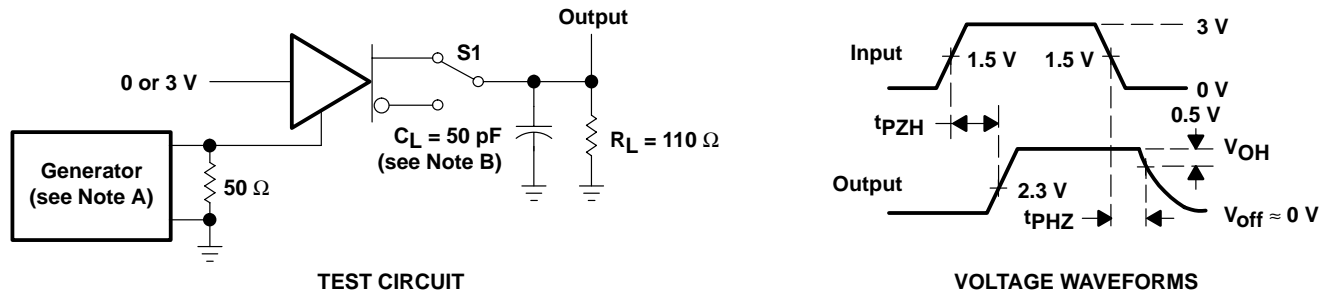 Output
S1
0 or 3 V
CL = 50 pF
(see Note B)
RL = 110 Ω
Generator
(see Note A)
50 Ω
TEST CIRCUIT
Input
3 V
1.5 V
1.5 V
0 V
tPZH
0.5 V
VOH
Output
2.3 V
tPHZ
Voff ≈ 0 V
VOLTAGE WAVEFORMS